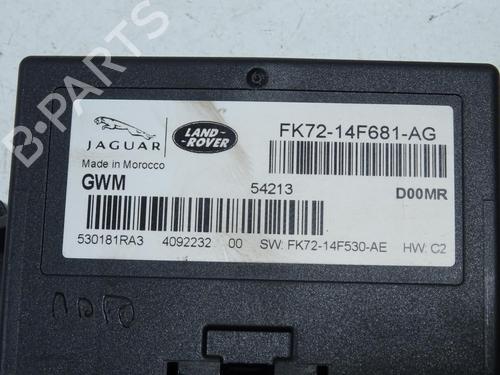 B-PARTS
JAGUAR
LAND-
ROVER
FK72-14F681-AG
Made in Morocco
GWM
54213
D00MR
530181RA3 4092232 00 SW: FK72-14F530-AE HW: C2